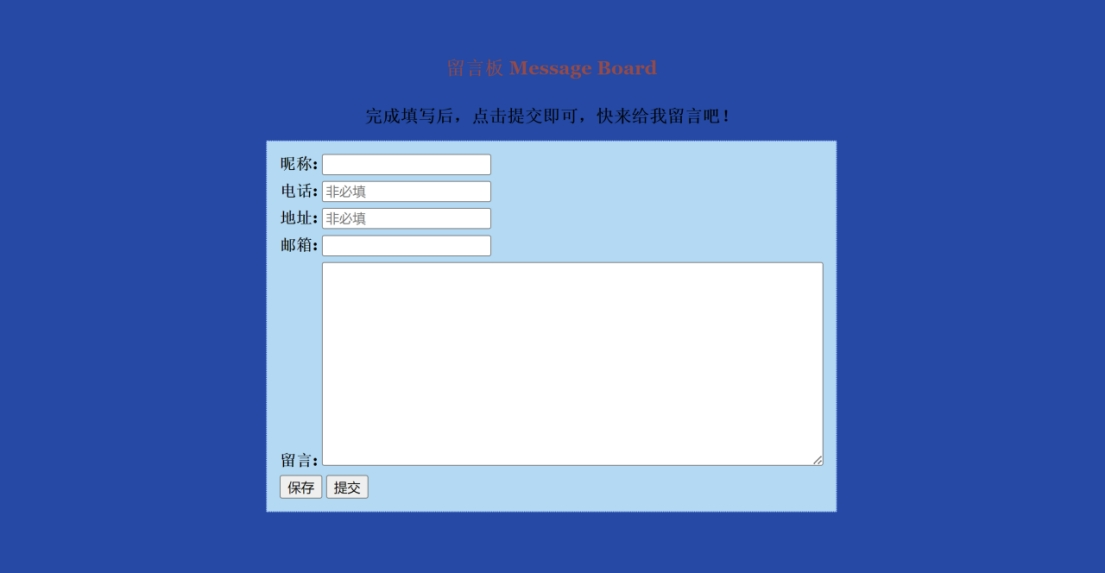 留言板 Message Board
完成填写后，点击提交即可，快来给我留言吧！
昵称:
电话: 非必填
地址: 非必填
邮箱:
留言:
保存 提交